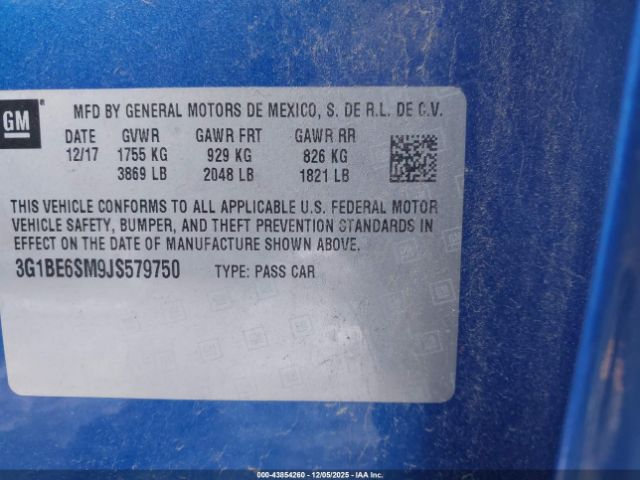 GM
MFD BY GENERAL MOTORS DE MEXICO, S. DE R.L. DE C.V.
DATE GVWR GAWR FRT GAWR RR
12/17 1755 KG 929 KG 826 KG
3869 LB 2048 LB 1821 LB
THIS VEHICLE CONFORMS TO ALL APPLICABLE U.S. FEDERAL MOTOR
VEHICLE SAFETY, BUMPER, AND THEFT PREVENTION STANDARDS IN
EFFECT ON THE DATE OF MANUFACTURE SHOWN ABOVE.
3G1BE6SM9JS579750 TYPE: PASS CAR
000-43854260 - 12/05/2025 - IAA.com